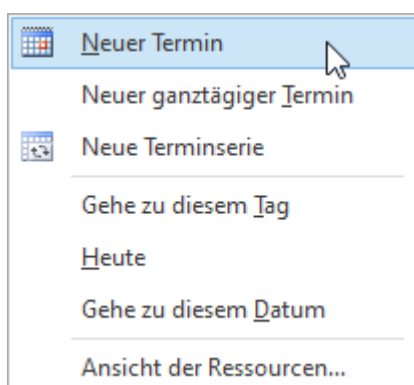 Neuer Termin
Neuer ganztägiger Termin
Neue Terminserie
Gehe zu diesem Tag
Heute
Gehe zu diesem Datum
Ansicht der Ressourcen...